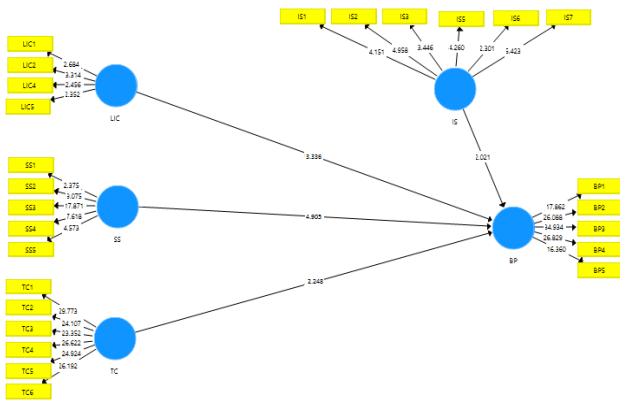 IS1 IS2 IS3 IS5 IS6 IS7
4.151 4.958 3.446 4.260 2.301 5.423
IS
2.021
LIC1
LIC2
LIC4
LIC5
2.684
3.314
2.456
2.352
LIC
3.336
SS1
SS2
SS3
SS4
SS5
2.375
3.075
17.871
7.618
4.573
SS
4.905
TC1
TC2
TC3
TC4
TC5
TC6
29.773
24.107
23.352
26.622
24.924
26.192
TC
2.248
BP
17.862
26.088
34.934
26.829
16.360
BP1
BP2
BP3
BP4
BP5